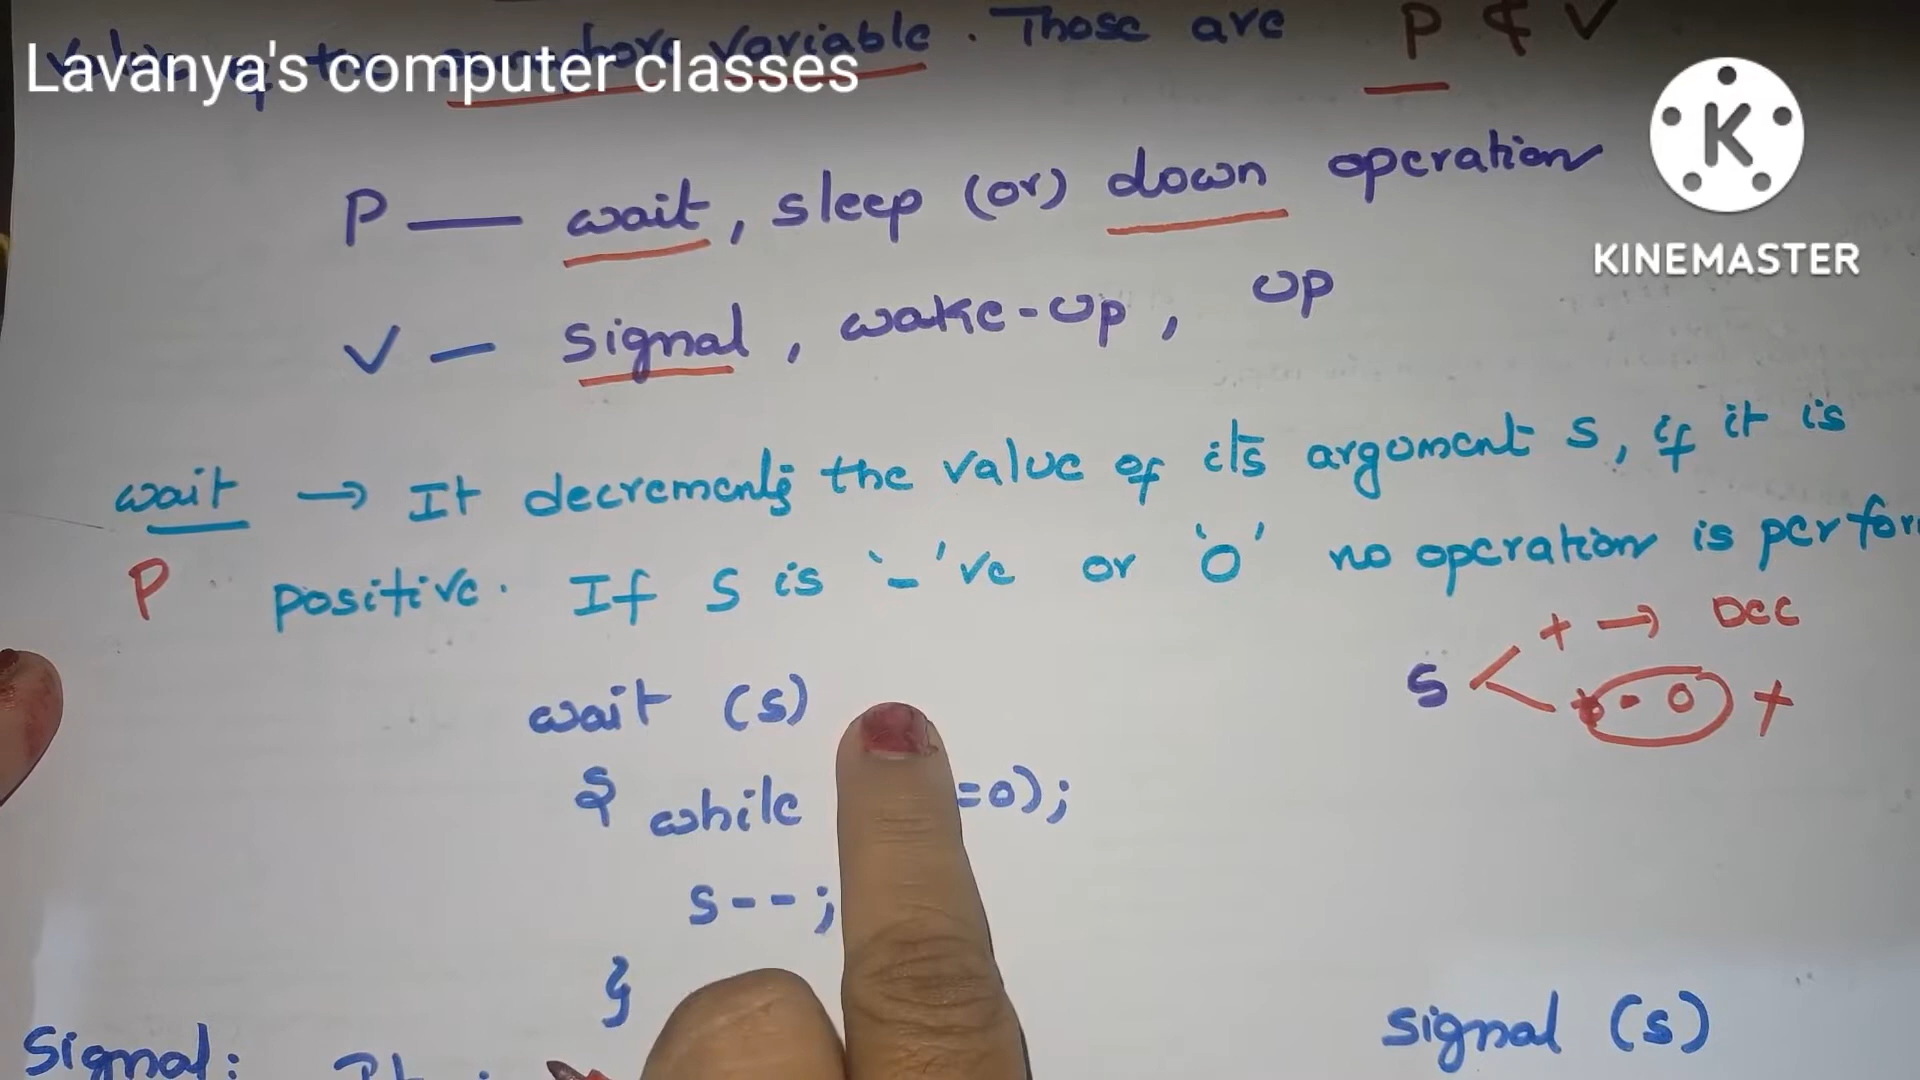 Lavanya's computer classes
variable. Those are P & V
KINEMASTER
P — wait, sleep (or) down operation
V — signal, wake-up, up
wait → It decrements the value of its argument s, if it is
P positive. If S is '-'ve or '0' no operation is perfor
+ → Dec
S - 0
wait (s)
{ while =0);
s--;
}
signal (s)
Signal: